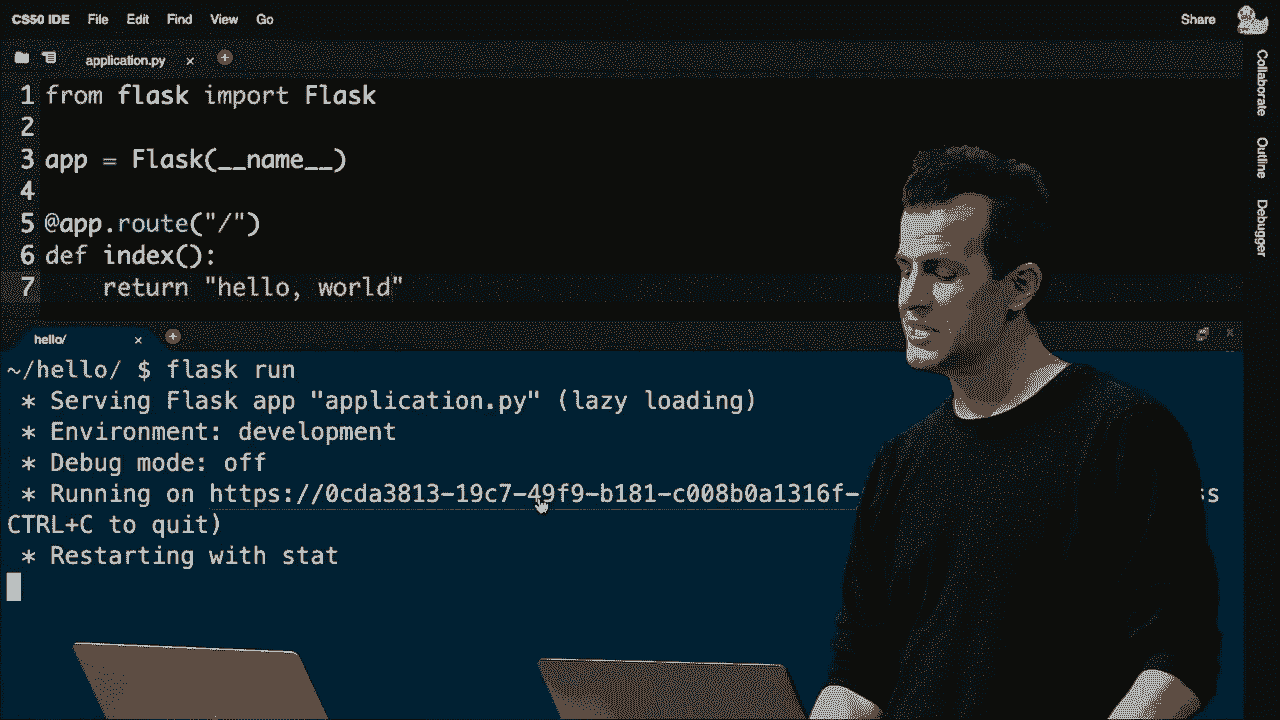 CS50 IDE File Edit Find View Go Share
application.py
1 from flask import Flask
2
3 app = Flask(__name__)
4
5 @app.route("/")
6 def index():
7     return "hello, world"
Collaborate
Outline
Debugger
hello/
~/hello/ $ flask run
 * Serving Flask app "application.py" (lazy loading)
 * Environment: development
 * Debug mode: off
 * Running on https://0cda3813-19c7-49f9-b181-c008b0a1316f-
CTRL+C to quit)
 * Restarting with stat